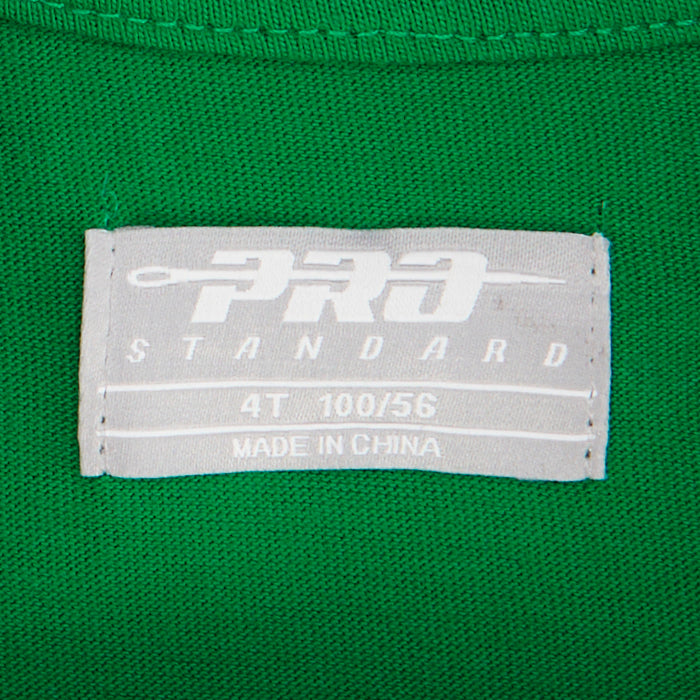 PRO
STANDARD
4T 100/56
MADE IN CHINA